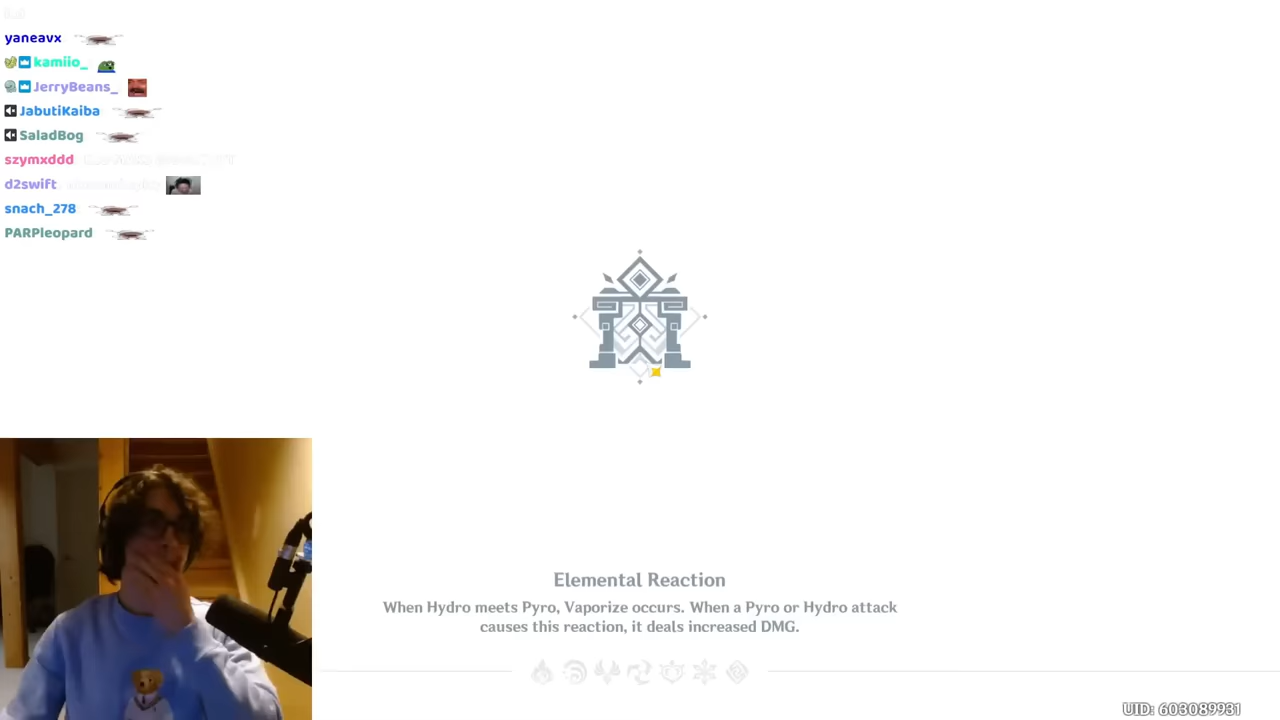 yaneavx
kamiio_
JerryBeans_
JabutiKaiba
SaladBog
szymxddd
d2swift
snach_278
PARPleopard
Elemental Reaction
When Hydro meets Pyro, Vaporize occurs. When a Pyro or Hydro attack
causes this reaction, it deals increased DMG.
UID: 603089931